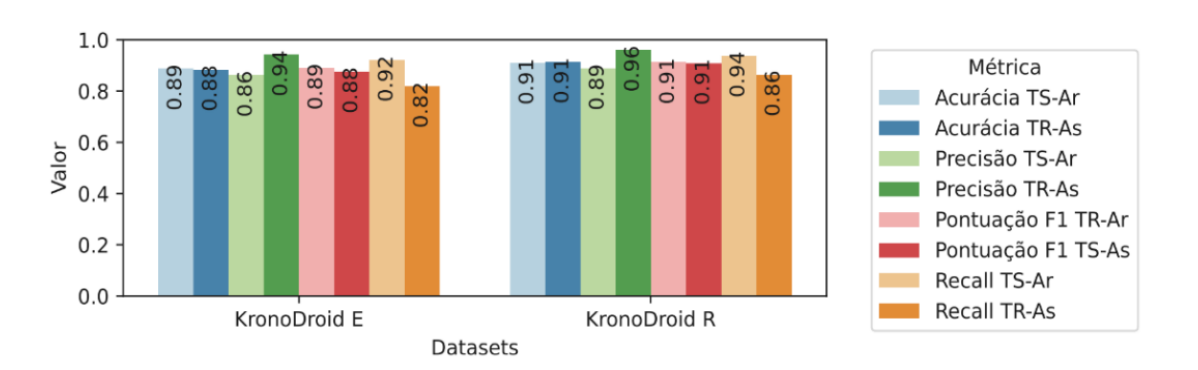 1.0
0.8
0.6
0.4
0.2
0.0
Valor
0.89
0.88
0.86
0.94
0.89
0.88
0.92
0.82
0.91
0.91
0.89
0.96
0.91
0.91
0.94
0.86
KronoDroid E
KronoDroid R
Datasets
Métrica
Acurácia TS-Ar
Acurácia TR-As
Precisão TS-Ar
Precisão TR-As
Pontuação F1 TR-Ar
Pontuação F1 TS-As
Recall TS-Ar
Recall TR-As